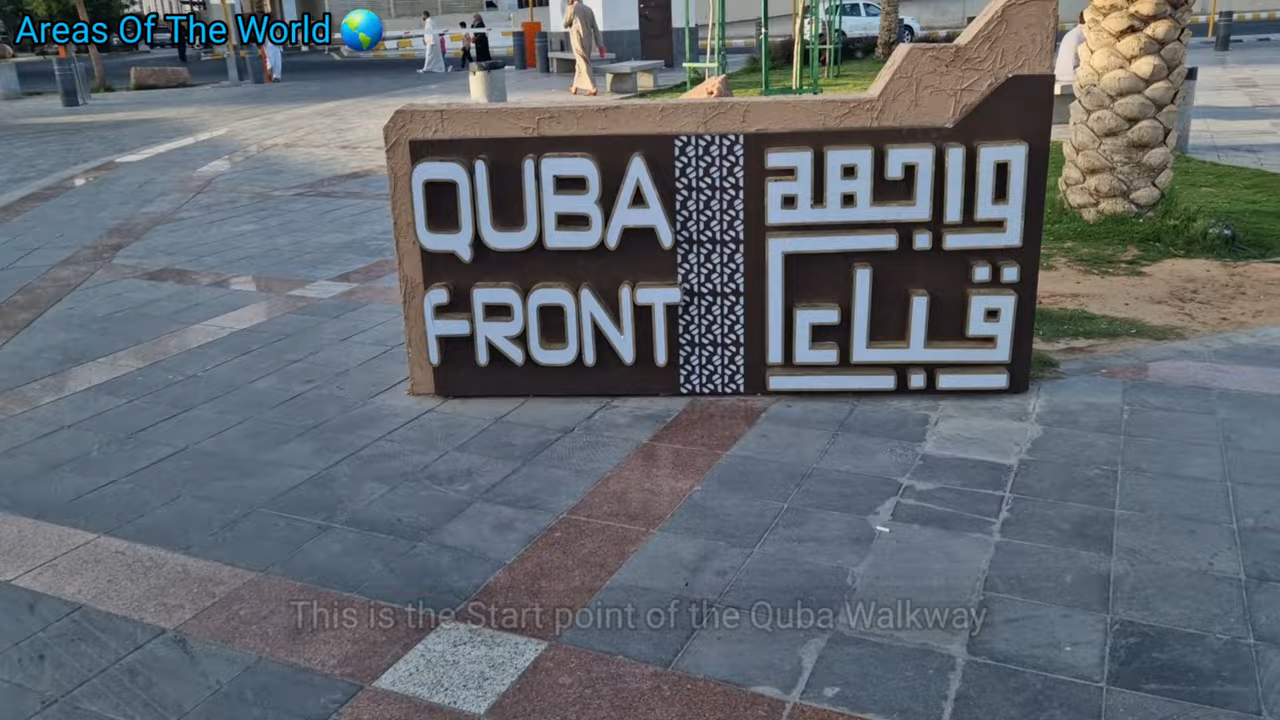 Areas Of The World 🌎
QUBA
fRONT
واجهة
قباء
This is the Start point of the Quba Walkway